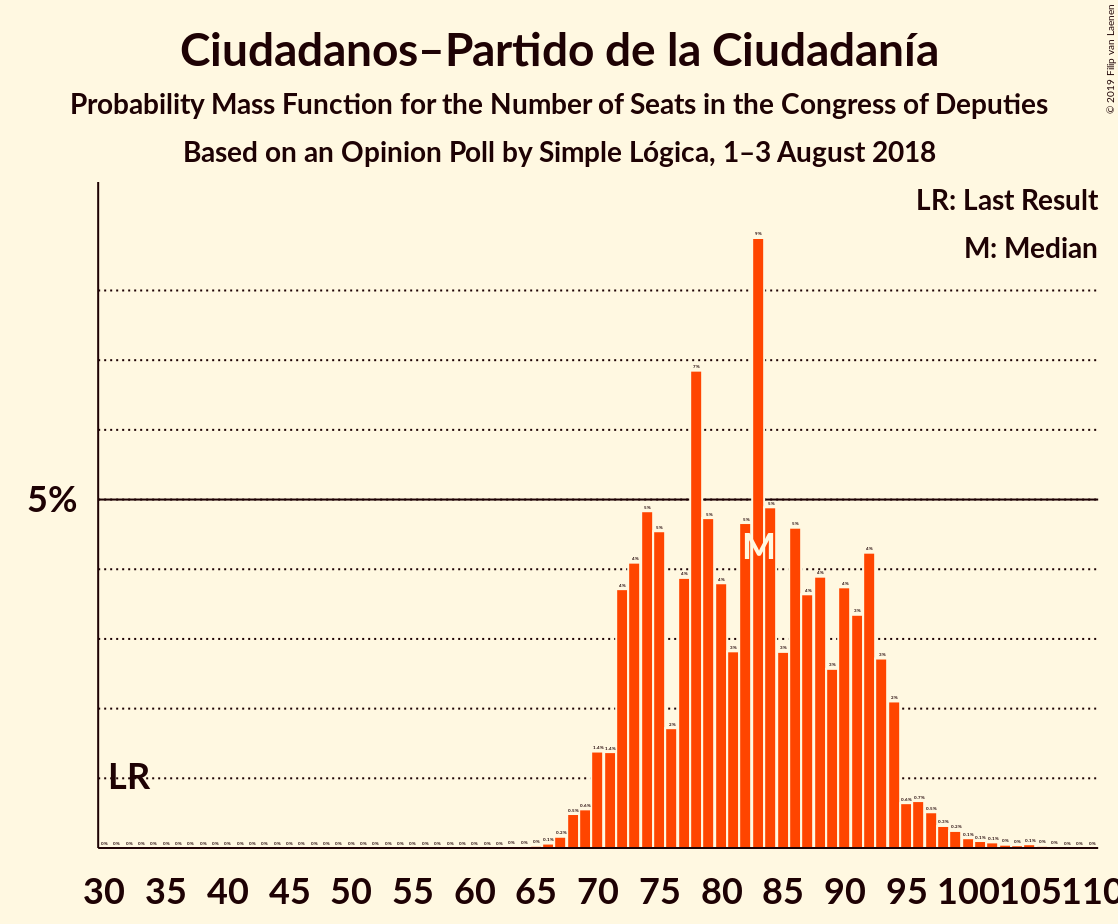 Ciudadanos–Partido de la Ciudadanía
Probability Mass Function for the Number of Seats in the Congress of Deputies
Based on an Opinion Poll by Simple Lógica, 1–3 August 2018
© 2019 Filip van Laenen
LR: Last Result
M: Median
5%
LR
M
30 35 40 45 50 55 60 65 70 75 80 85 90 95 100 105 110